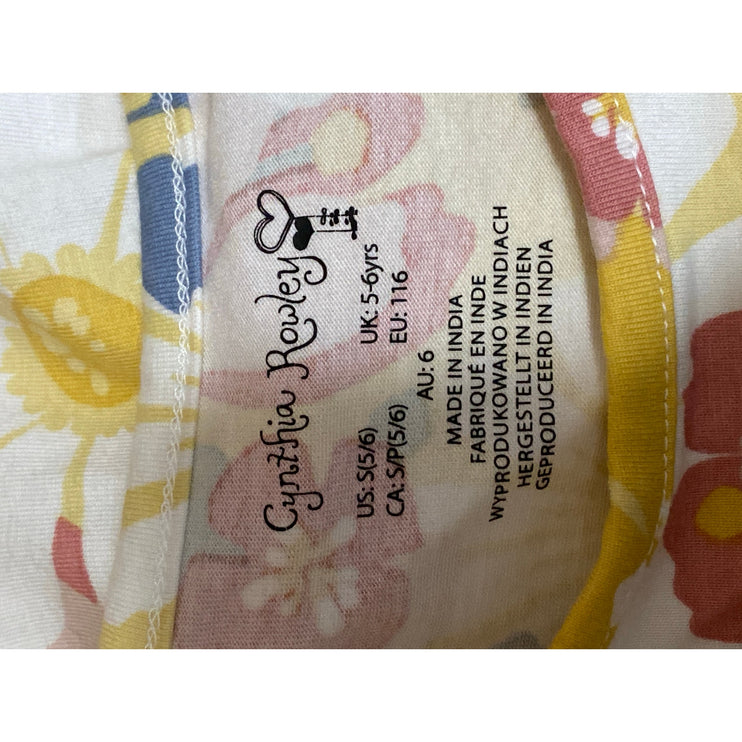 Cynthia Rowley
US: S(5/6) UK: 5-6yrs
CA: S/P(5/6) EU: 116
AU: 6
MADE IN INDIA
FABRIQUÉ EN INDE
WYPRODUKOWANO W INDIACH
HERGESTELLT IN INDIEN
GEPRODUCEERD IN INDIA